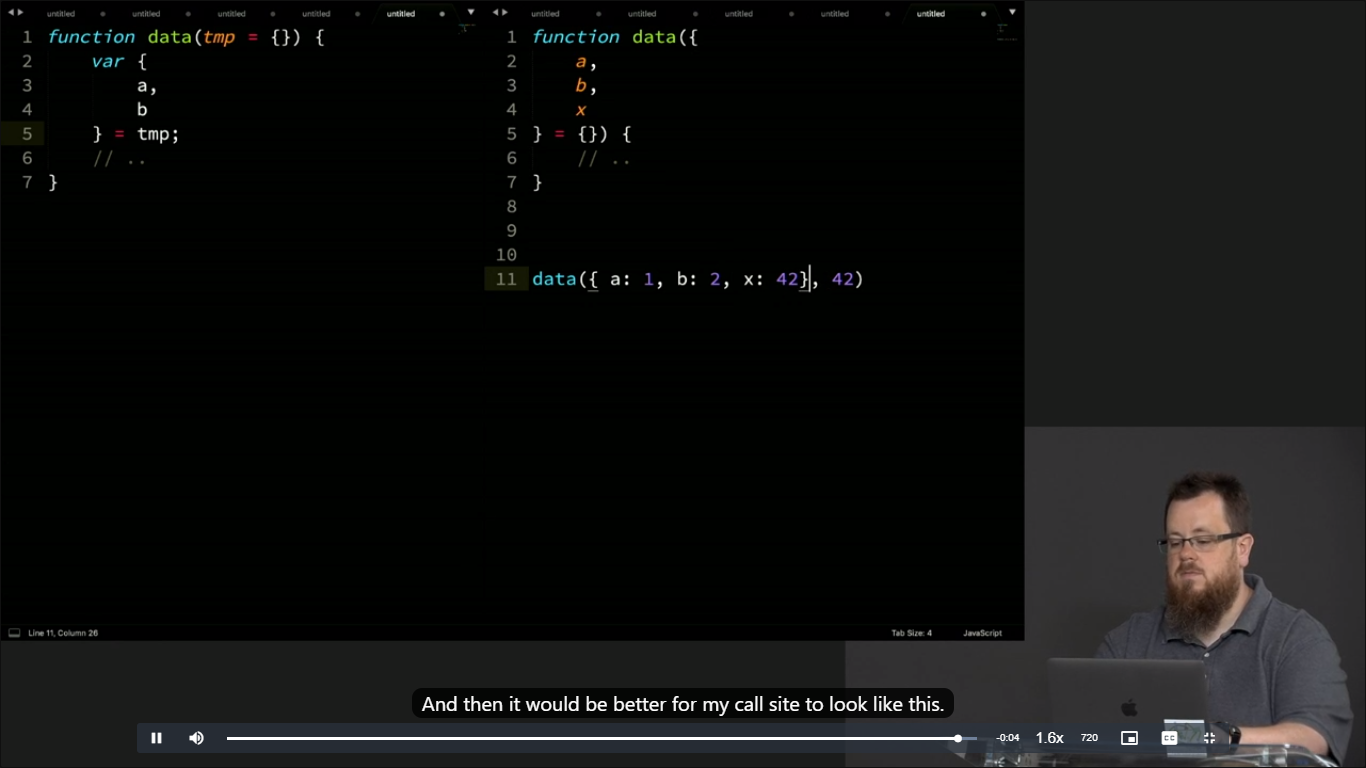 untitled untitled untitled untitled untitled
1 function data(tmp = {}) {
2 var {
3 a,
4 b
5 } = tmp;
6 // ..
7 }
untitled untitled untitled untitled untitled
1 function data({
2 a,
3 b,
4 x
5 } = {}) {
6 // ..
7 }
8
9
10
11 data({ a: 1, b: 2, x: 42}, 42)
Line 11, Column 26
Tab Size: 4 JavaScript
And then it would be better for my call site to look like this.
-0:04 1.6x 720 CC